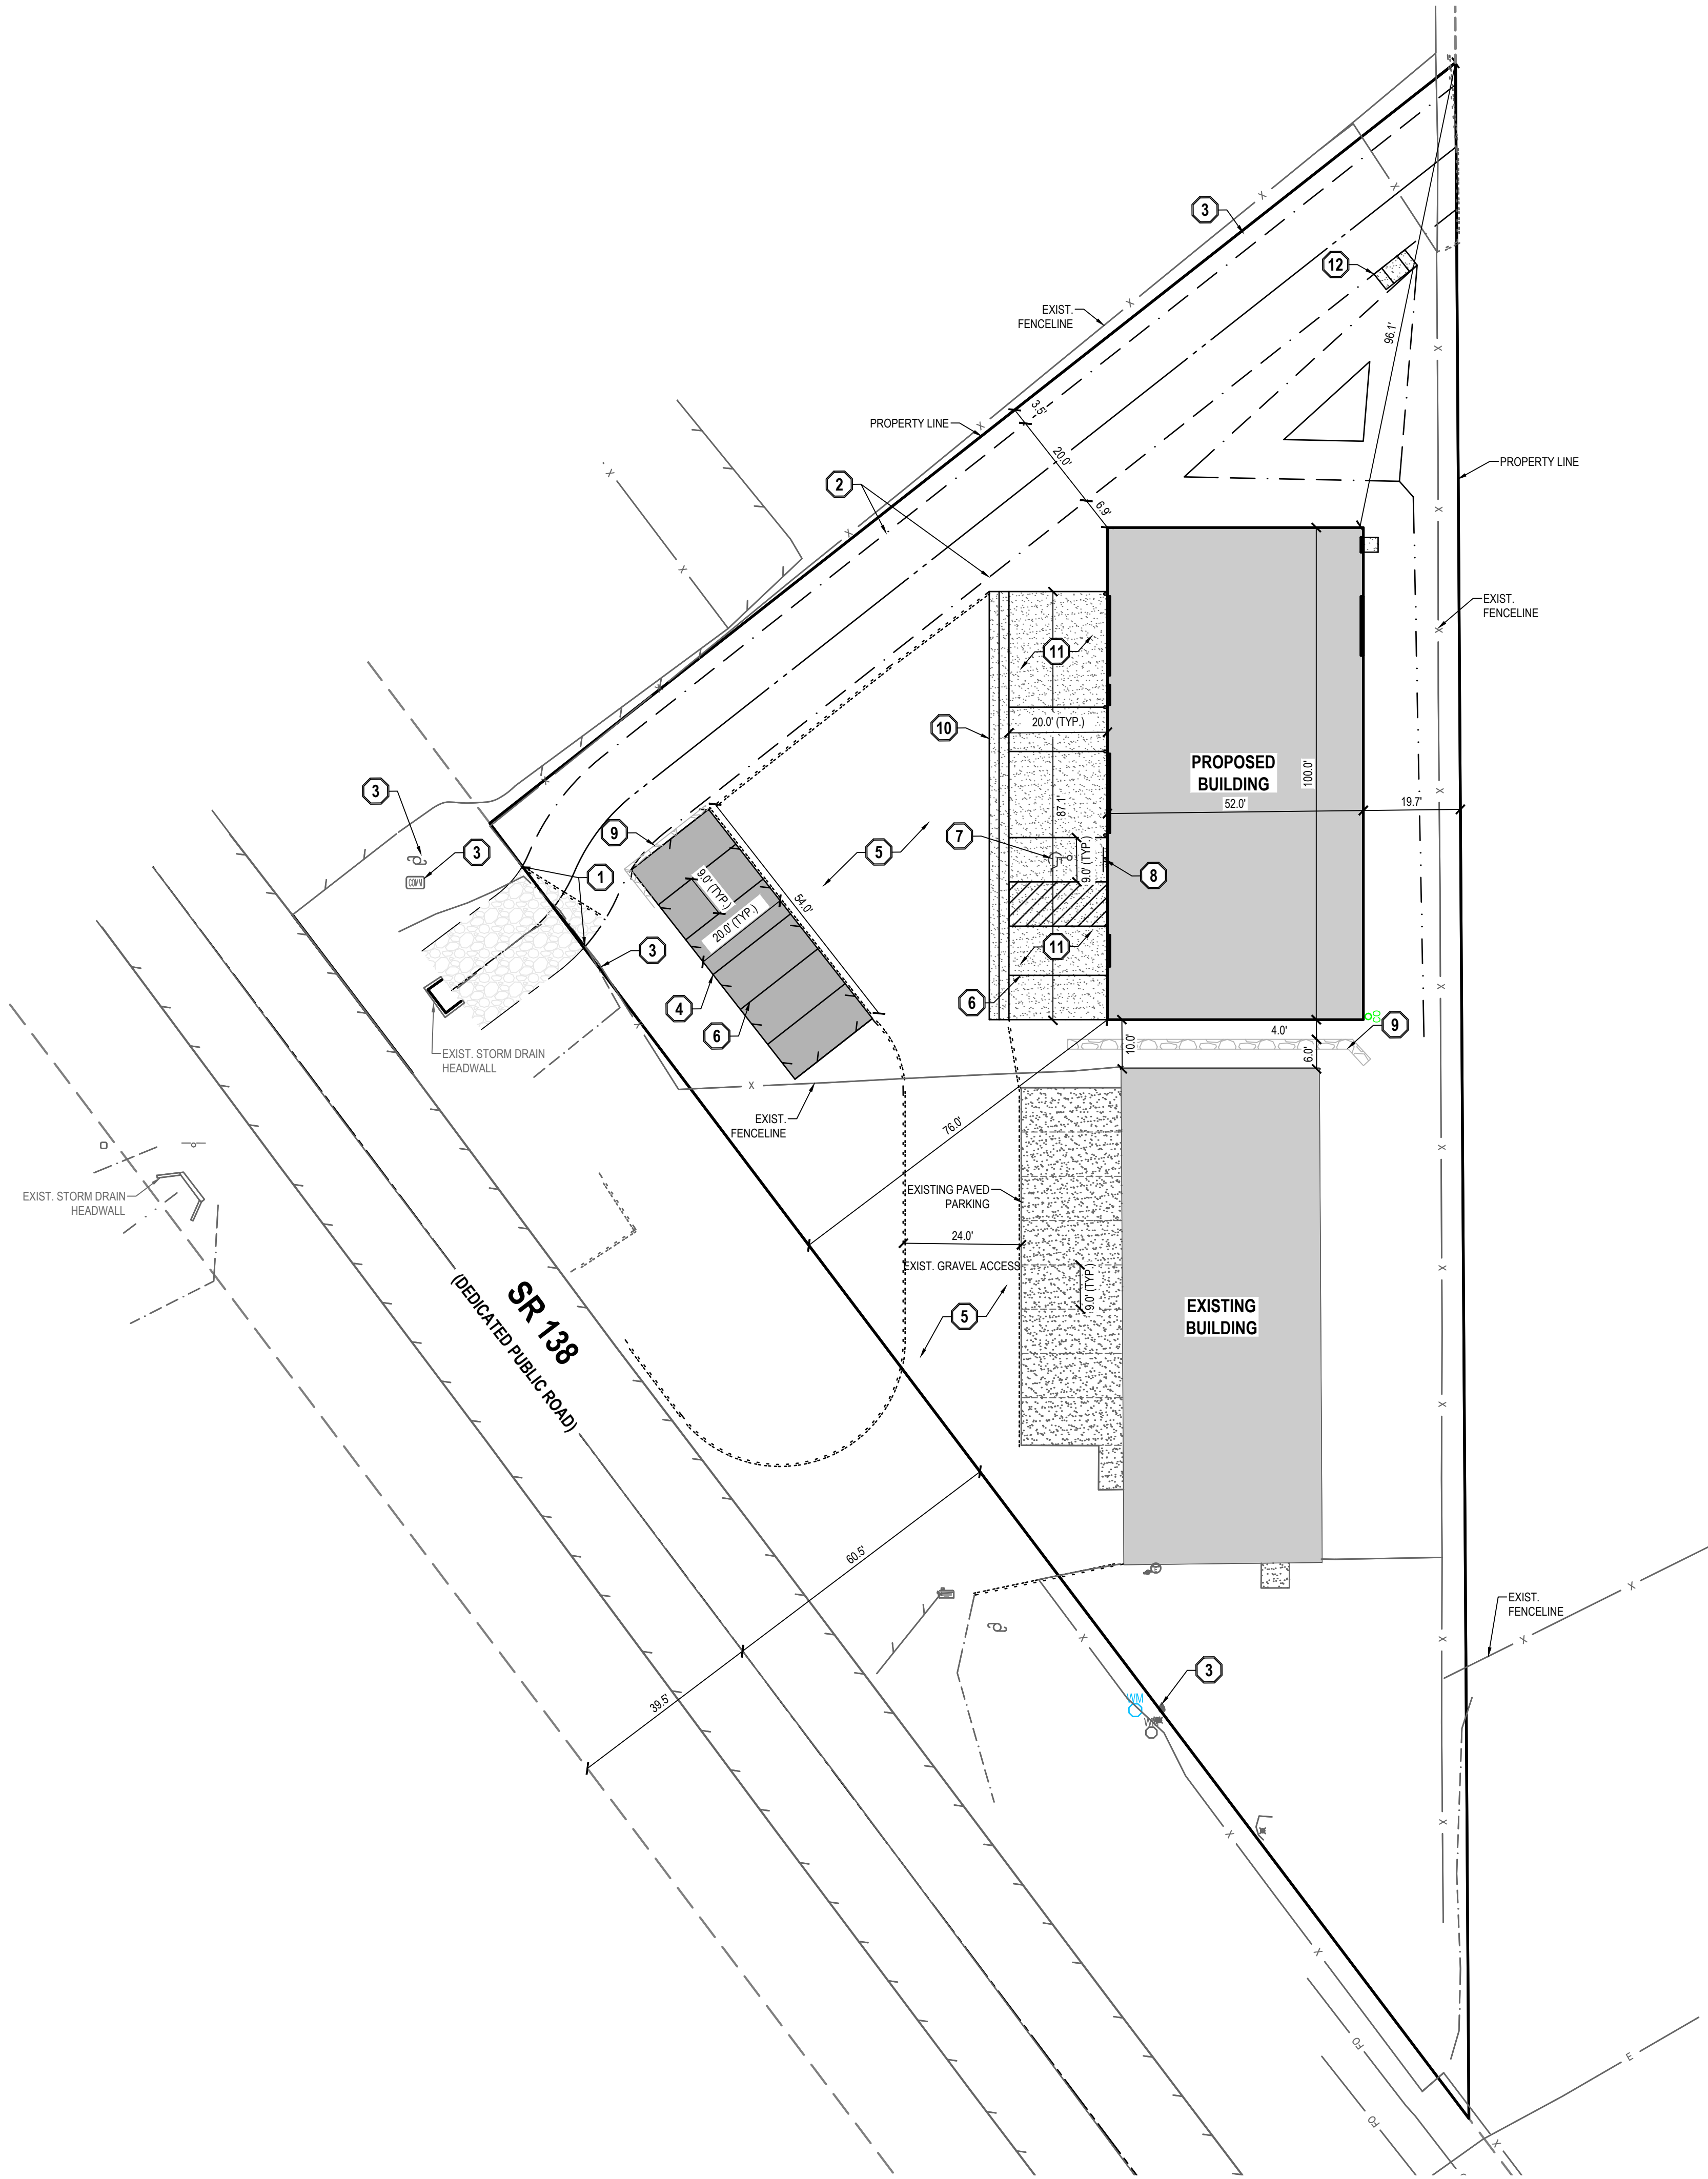 3
12
EXIST.
FENCELINE
96.1'
PROPERTY LINE
3.5'
20.0'
6.9'
PROPERTY LINE
2
EXIST.
FENCELINE
11
20.0' (TYP.)
10
PROPOSED
BUILDING
100.0'
52.0'
19.7'
87.1'
3
3
COMM
9
5
7
9.0' (TYP.)
8
1
9.0' (TYP.)
20.0' (TYP.)
54.0'
3
11
4
6
6
EXIST. STORM DRAIN
HEADWALL
10.0'
4.0'
6.0'
9
EXIST.
FENCELINE
76.0'
EXIST. STORM DRAIN
HEADWALL
EXISTING PAVED
PARKING
24.0'
EXIST. GRAVEL ACCESS
9.0' (TYP.)
5
EXISTING
BUILDING
SR 138
(DEDICATED PUBLIC ROAD)
60.5'
39.5'
EXIST.
FENCELINE
3
WM
FO
FO
E